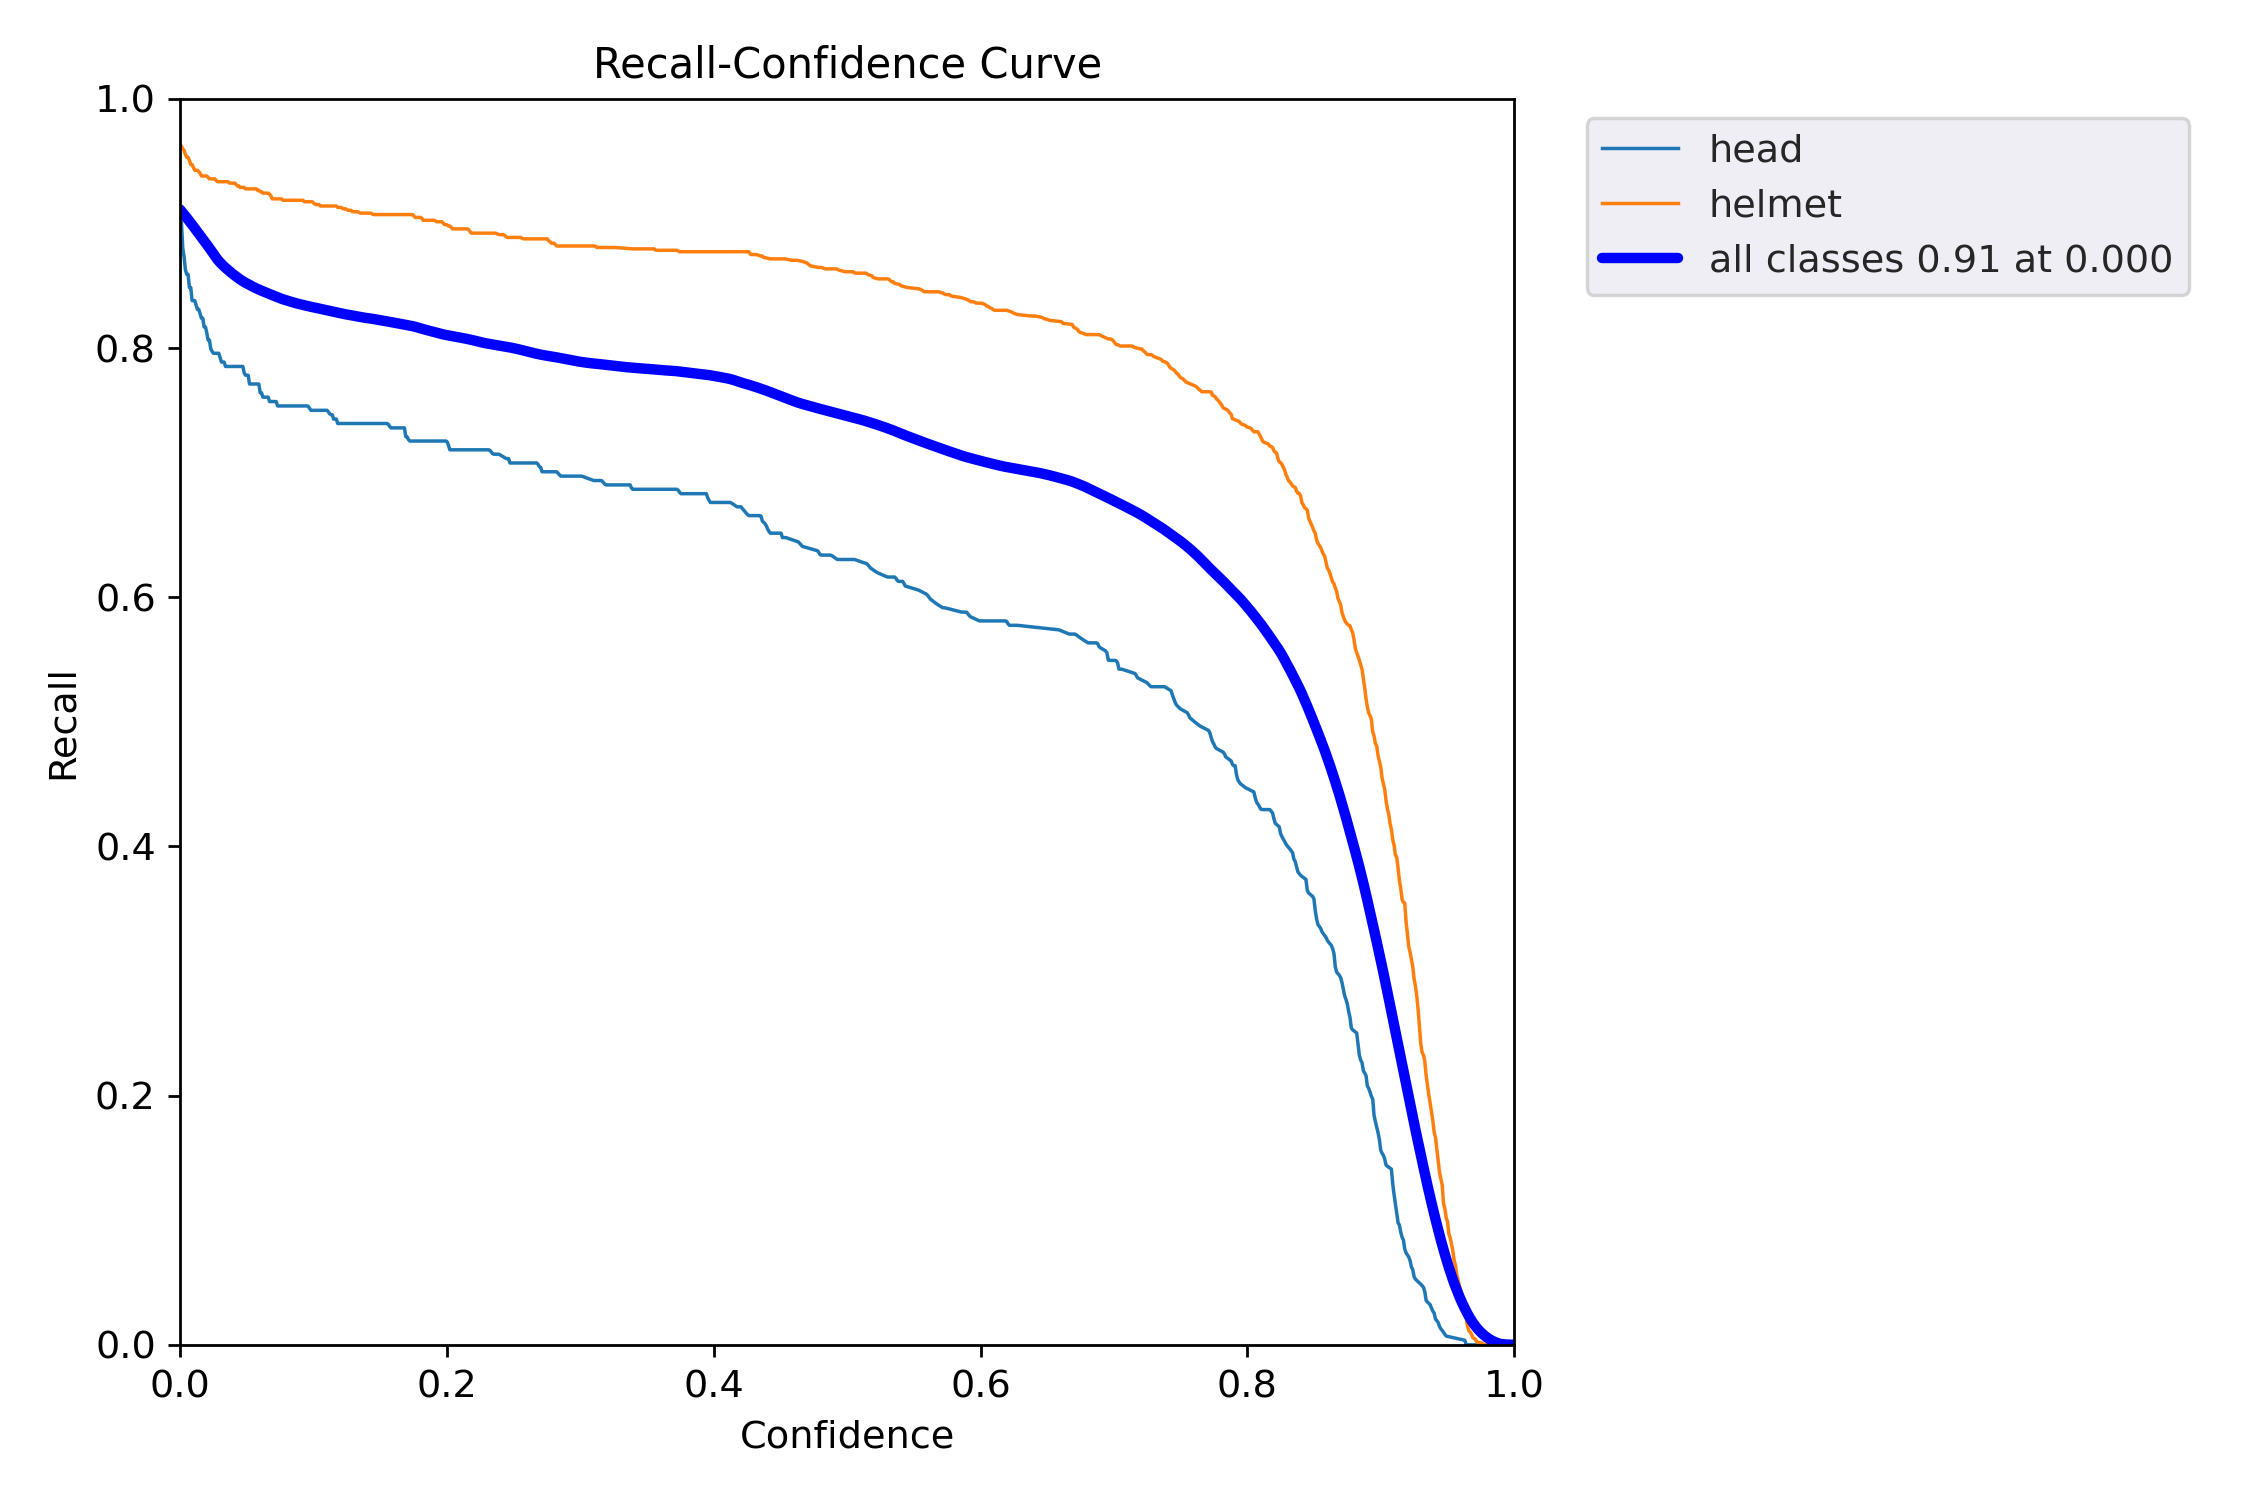 Recall-Confidence Curve
1.0
0.8
0.6
0.4
0.2
0.0
Recall
0.0 0.2 0.4 0.6 0.8 1.0
Confidence
head
helmet
all classes 0.91 at 0.000